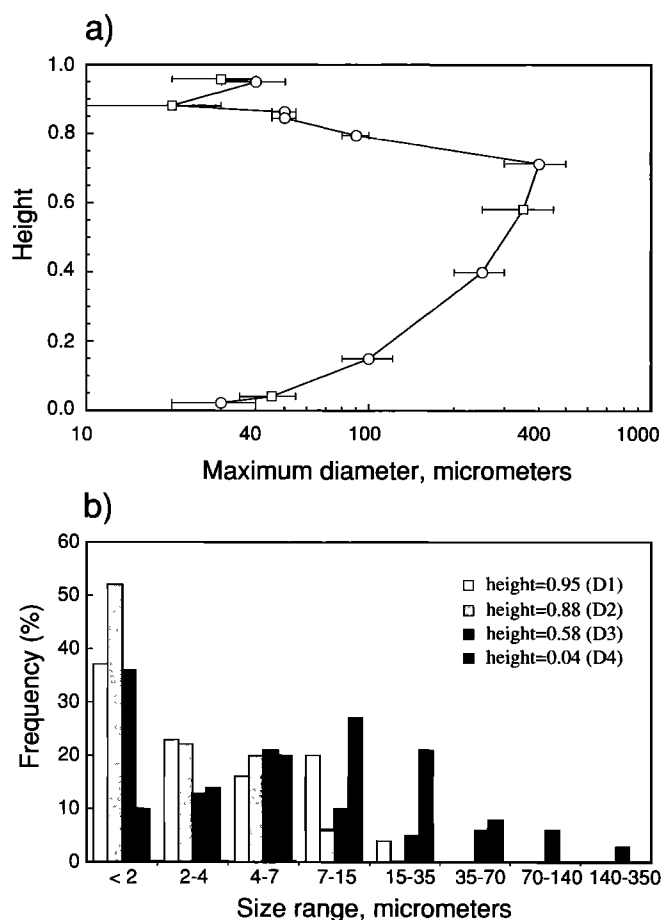 a)
1.0
0.8
0.6
0.4
0.2
0.0
Height
10 40 100 400 1000
Maximum diameter, micrometers
b)
60
50
40
30
20
10
0
Frequency (%)
height=0.95 (D1)
height=0.88 (D2)
height=0.58 (D3)
height=0.04 (D4)
< 2 2-4 4-7 7-15 15-35 35-70 70-140 140-350
Size range, micrometers